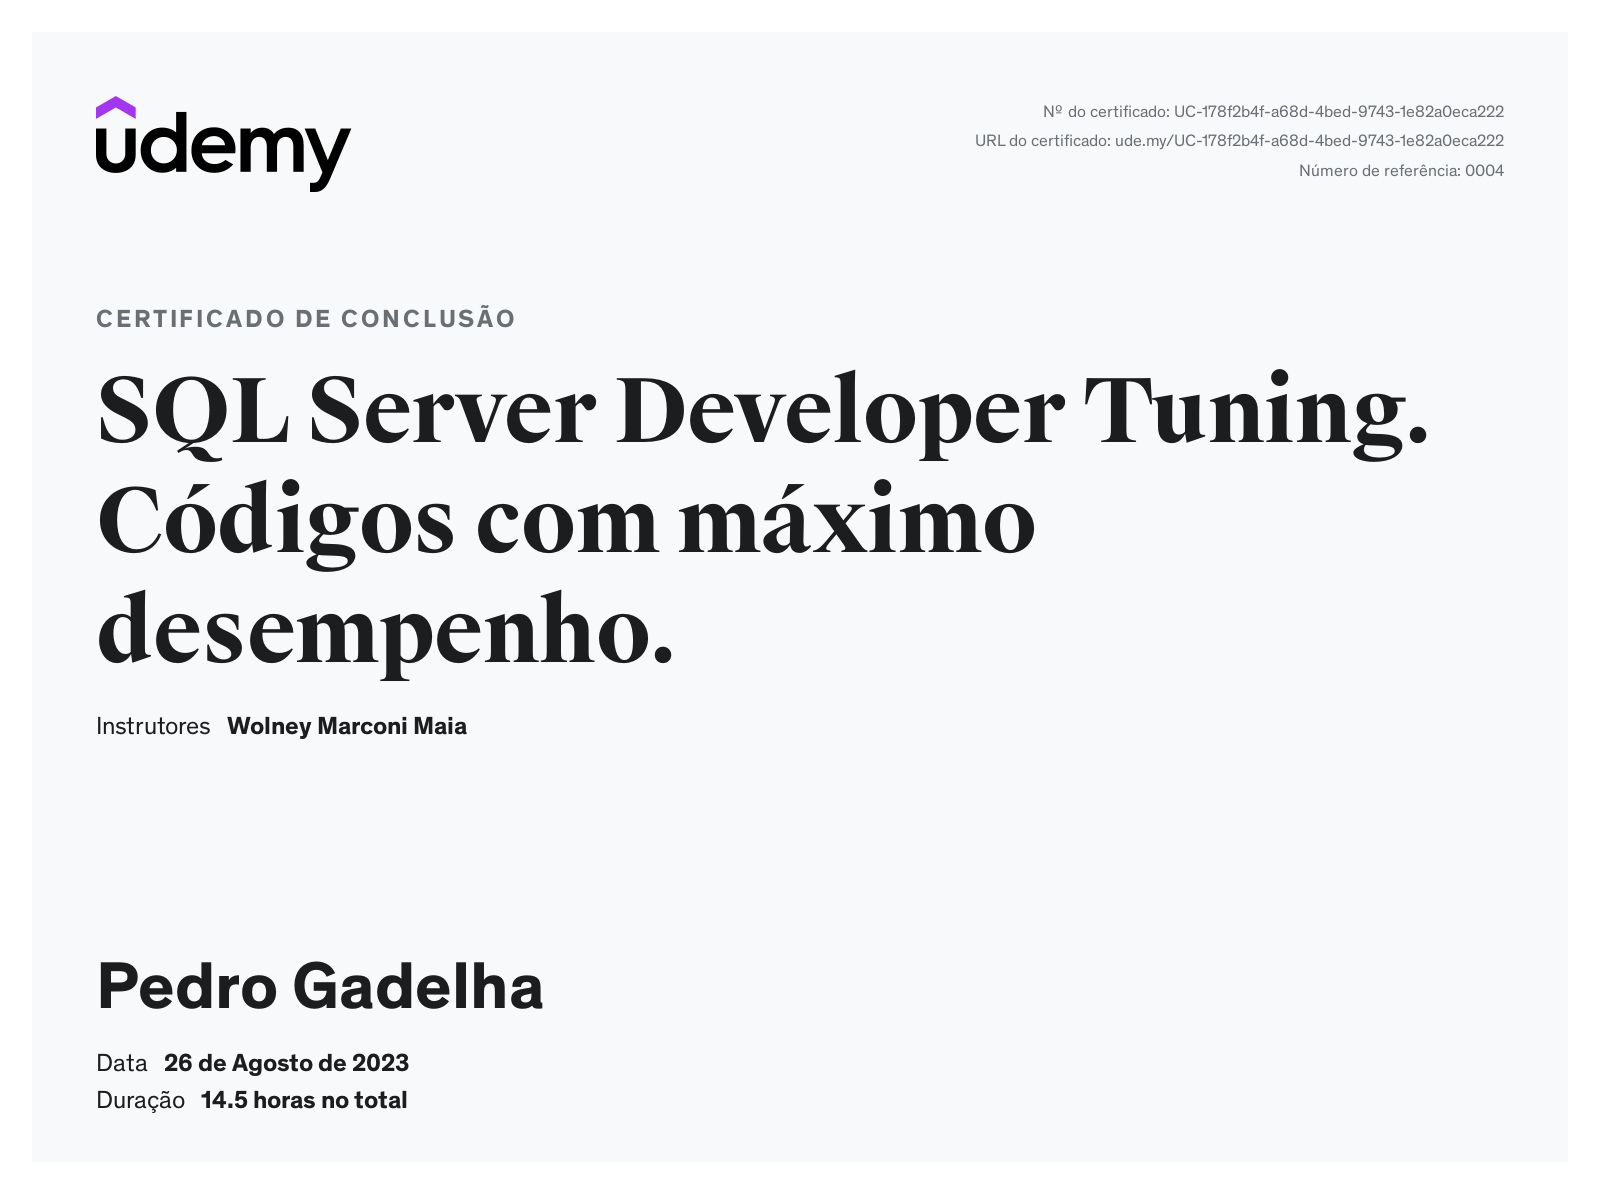 udemy
Nº do certificado: UC-178f2b4f-a68d-4bed-9743-1e82a0eca222
URL do certificado: ude.my/UC-178f2b4f-a68d-4bed-9743-1e82a0eca222
Número de referência: 0004
CERTIFICADO DE CONCLUSÃO
SQL Server Developer Tuning.
Códigos com máximo
desempenho.
Instrutores Wolney Marconi Maia
Pedro Gadelha
Data 26 de Agosto de 2023
Duração 14.5 horas no total